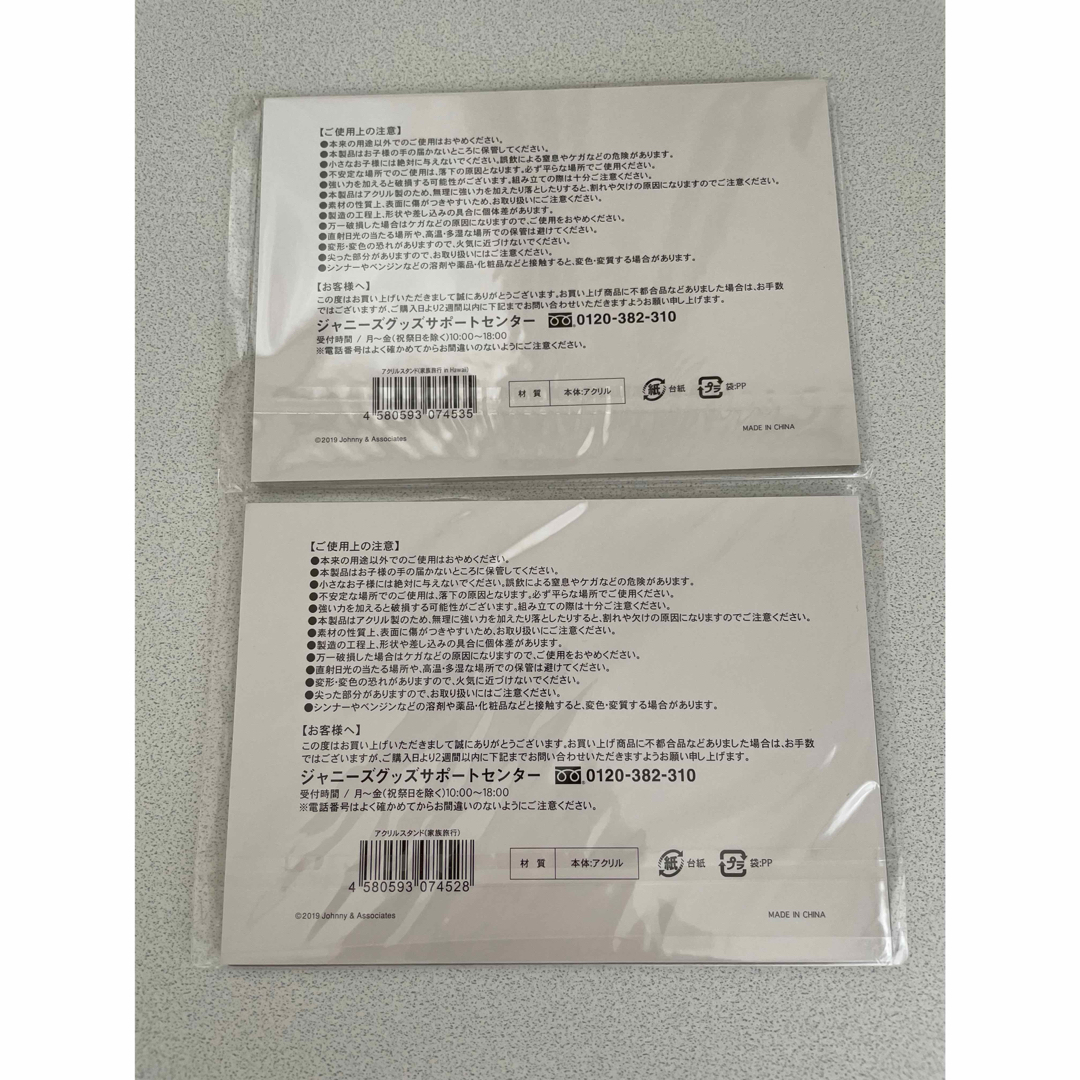 【ご使用上の注意】
●本来の用途以外でのご使用はおやめください。
●本製品はお子様の手の届かないところに保管してください。
●小さなお子様には絶対に与えないでください。誤飲による窒息やケガなどの危険があります。
●不安定な場所でのご使用は、落下の原因となります。必ず平らな場所でご使用ください。
●強い力を加えると破損する可能性がございます。組み立ての際は十分ご注意ください。
●本製品はアクリル製のため、無理に強い力を加えたり落としたりすると、割れや欠けの原因になりますのでご注意ください。
●素材の性質上、表面に傷がつきやすいため、お取り扱いにご注意ください。
●製造の工程上、形状や差し込みの具合に個体差があります。
●万一破損した場合はケガなどの原因になりますので、ご使用をおやめください。
●直射日光の当たる場所や、高温・多湿な場所での保管は避けてください。
●変形・変色の恐れがありますので、火気に近づけないでください。
●尖った部分がありますので、お取り扱いにはご注意ください。
●シンナーやベンジンなどの溶剤や薬品・化粧品などと接触すると、変色・変質する場合があります。
【お客様へ】
この度はお買い上げいただきまして誠にありがとうございます。お買い上げ商品に不都合品などありました場合は、お手数
ではございますが、ご購入日より2週間以内に下記までお問い合わせいただきますようお願い申し上げます。
ジャニーズグッズサポートセンター 0120-382-310
受付時間 / 月〜金(祝祭日を除く)10:00〜18:00
※電話番号はよく確かめてからお間違いのないようにご注意ください。
アクリルスタンド(家族旅行 in Hawaii)
4 580593 074535
材 質 本体:アクリル 紙 台紙 プラ 袋:PP
©2019 Johnny & Associates
MADE IN CHINA
【ご使用上の注意】
●本来の用途以外でのご使用はおやめください。
●本製品はお子様の手の届かないところに保管してください。
●小さなお子様には絶対に与えないでください。誤飲による窒息やケガなどの危険があります。
●不安定な場所でのご使用は、落下の原因となります。必ず平らな場所でご使用ください。
●強い力を加えると破損する可能性がございます。組み立ての際は十分ご注意ください。
●本製品はアクリル製のため、無理に強い力を加えたり落としたりすると、割れや欠けの原因になりますのでご注意ください。
●素材の性質上、表面に傷がつきやすいため、お取り扱いにご注意ください。
●製造の工程上、形状や差し込みの具合に個体差があります。
●万一破損した場合はケガなどの原因になりますので、ご使用をおやめください。
●直射日光の当たる場所や、高温・多湿な場所での保管は避けてください。
●変形・変色の恐れがありますので、火気に近づけないでください。
●尖った部分がありますので、お取り扱いにはご注意ください。
●シンナーやベンジンなどの溶剤や薬品・化粧品などと接触すると、変色・変質する場合があります。
【お客様へ】
この度はお買い上げいただきまして誠にありがとうございます。お買い上げ商品に不都合品などありました場合は、お手数
ではございますが、ご購入日より2週間以内に下記までお問い合わせいただきますようお願い申し上げます。
ジャニーズグッズサポートセンター 0120-382-310
受付時間 / 月〜金(祝祭日を除く)10:00〜18:00
※電話番号はよく確かめてからお間違いのないようにご注意ください。
アクリルスタンド(家族旅行)
4 580593 074528
材 質 本体:アクリル 紙 台紙 プラ 袋:PP
©2019 Johnny & Associates
MADE IN CHINA